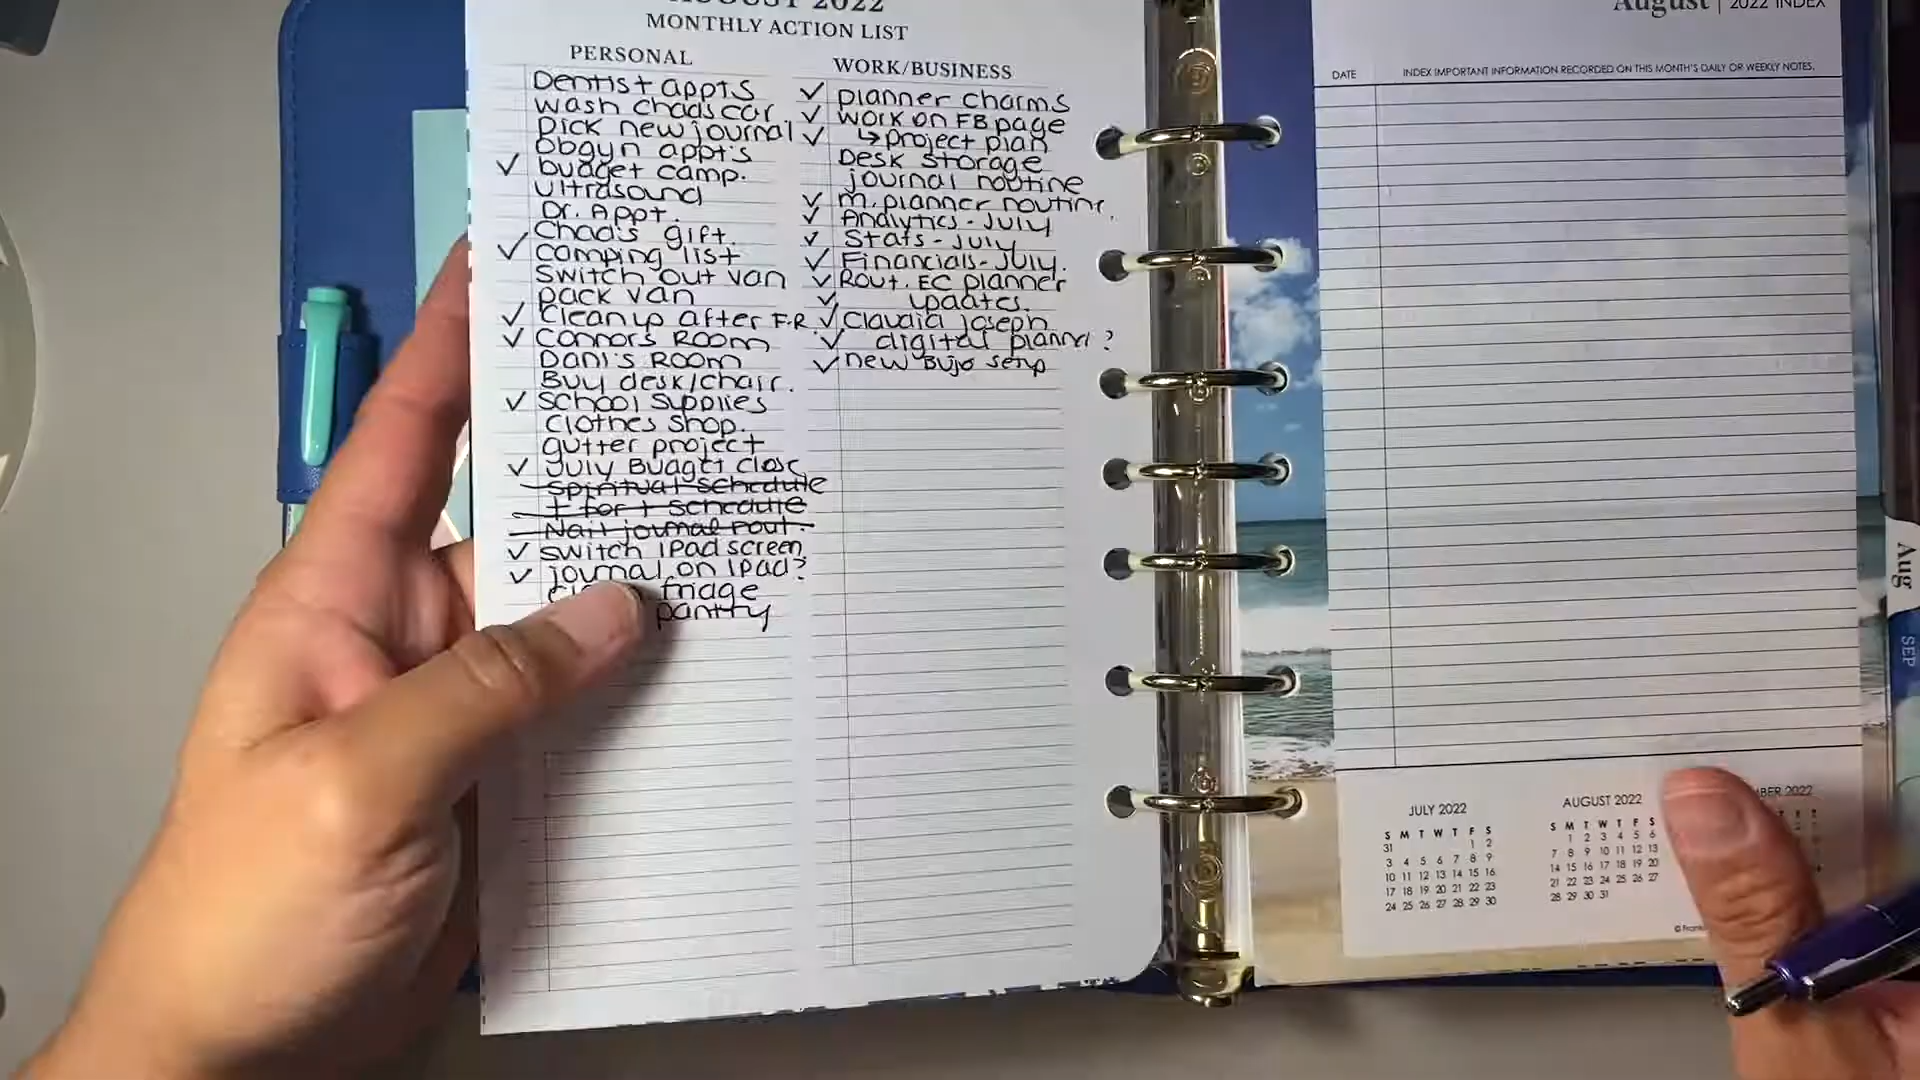 AUGUST 2022
MONTHLY ACTION LIST
PERSONAL
Dentist appts
wash chads car
pick new journal
Obgyn appt's
✓ budget camp.
ultrasound
Dr. Appt.
Chad's gift.
✓ camping list
Switch out van
pack van
✓ clean up after F.R.
✓ Connors Room
Dani's Room
Buy desk/chair.
✓ School Supplies
Clothes Shop.
gutter project
✓ July Budget close
Spiritual schedule
T for t schedule
Nail journal rout.
✓ switch ipad screen
✓ journal on ipad?
fridge
pantry
WORK/BUSINESS
✓ planner charms
✓ work on FB page
✓ ↳ project plan
Desk storage
journal routine
✓ m. planner routine.
✓ Analytics - July
✓ Stats - July
✓ Financials - July.
✓ Rout. EC planner
✓ updates.
✓ Claudia Joseph
✓ digital planner?
✓ new Bujo setup
August | 2022 INDEX
DATE INDEX IMPORTANT INFORMATION RECORDED ON THIS MONTH'S DAILY OR WEEKLY NOTES.
JULY 2022
S M T W T F S
31 1 2
3 4 5 6 7 8 9
10 11 12 13 14 15 16
17 18 19 20 21 22 23
24 25 26 27 28 29 30
AUGUST 2022
S M T W T F S
1 2 3 4 5 6
7 8 9 10 11 12 13
14 15 16 17 18 19 20
21 22 23 24 25 26 27
28 29 30 31
2022
Aug
SEP